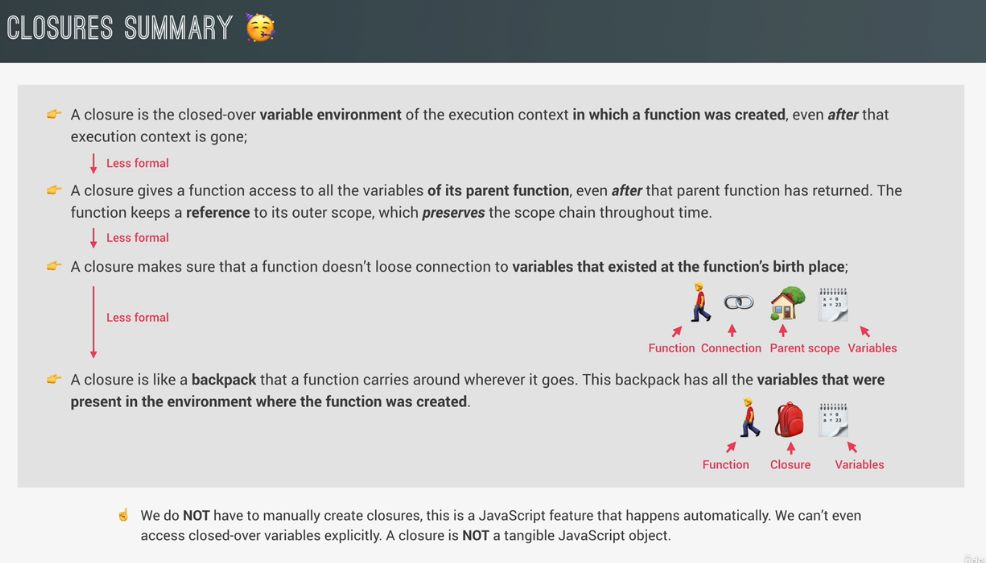 CLOSURES SUMMARY 🥳
👉 A closure is the closed-over variable environment of the execution context in which a function was created, even after that
execution context is gone;
Less formal
👉 A closure gives a function access to all the variables of its parent function, even after that parent function has returned. The
function keeps a reference to its outer scope, which preserves the scope chain throughout time.
Less formal
👉 A closure makes sure that a function doesn't loose connection to variables that existed at the function's birth place;
Less formal
Function Connection Parent scope Variables
👉 A closure is like a backpack that a function carries around wherever it goes. This backpack has all the variables that were
present in the environment where the function was created.
Function Closure Variables
☝️ We do NOT have to manually create closures, this is a JavaScript feature that happens automatically. We can't even
access closed-over variables explicitly. A closure is NOT a tangible JavaScript object.